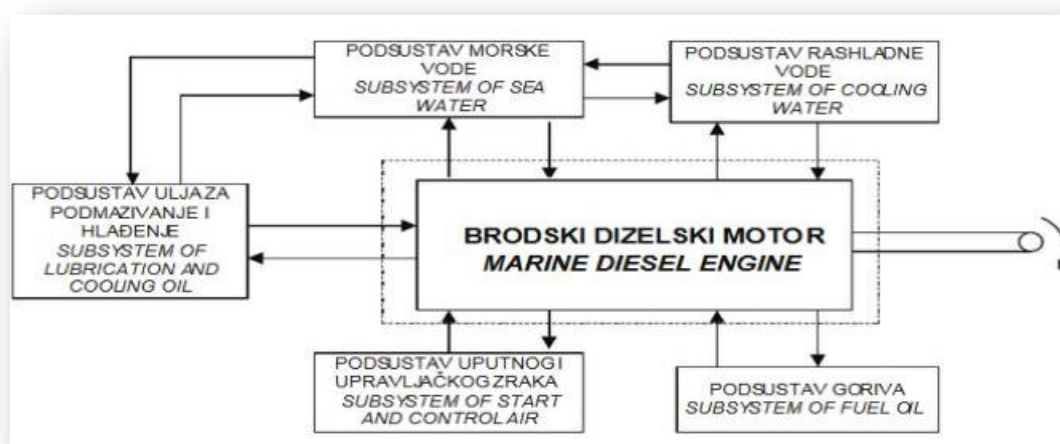 PODSUSTAV MORSKE
VODE
SUBSYSTEM OF SEA
WATER
PODSUSTAV RASHLADNE
VODE
SUBSYSTEM OF COOLING
WATER
PODSUSTAV ULJAZA
PODMAZIVANJE I
HLAĐENJE
SUBSYSTEM OF
LUBRICATION AND
COOLING OIL
BRODSKI DIZELSKI MOTOR
MARINE DIESEL ENGINE
PODSUSTAV UPUTNOG I
UPRAVLJAČKOG ZRAKA
SUBSYSTEM OF START
AND CONTROL AIR
PODSUSTAV GORIVA
SUBSYSTEM OF FUEL OIL